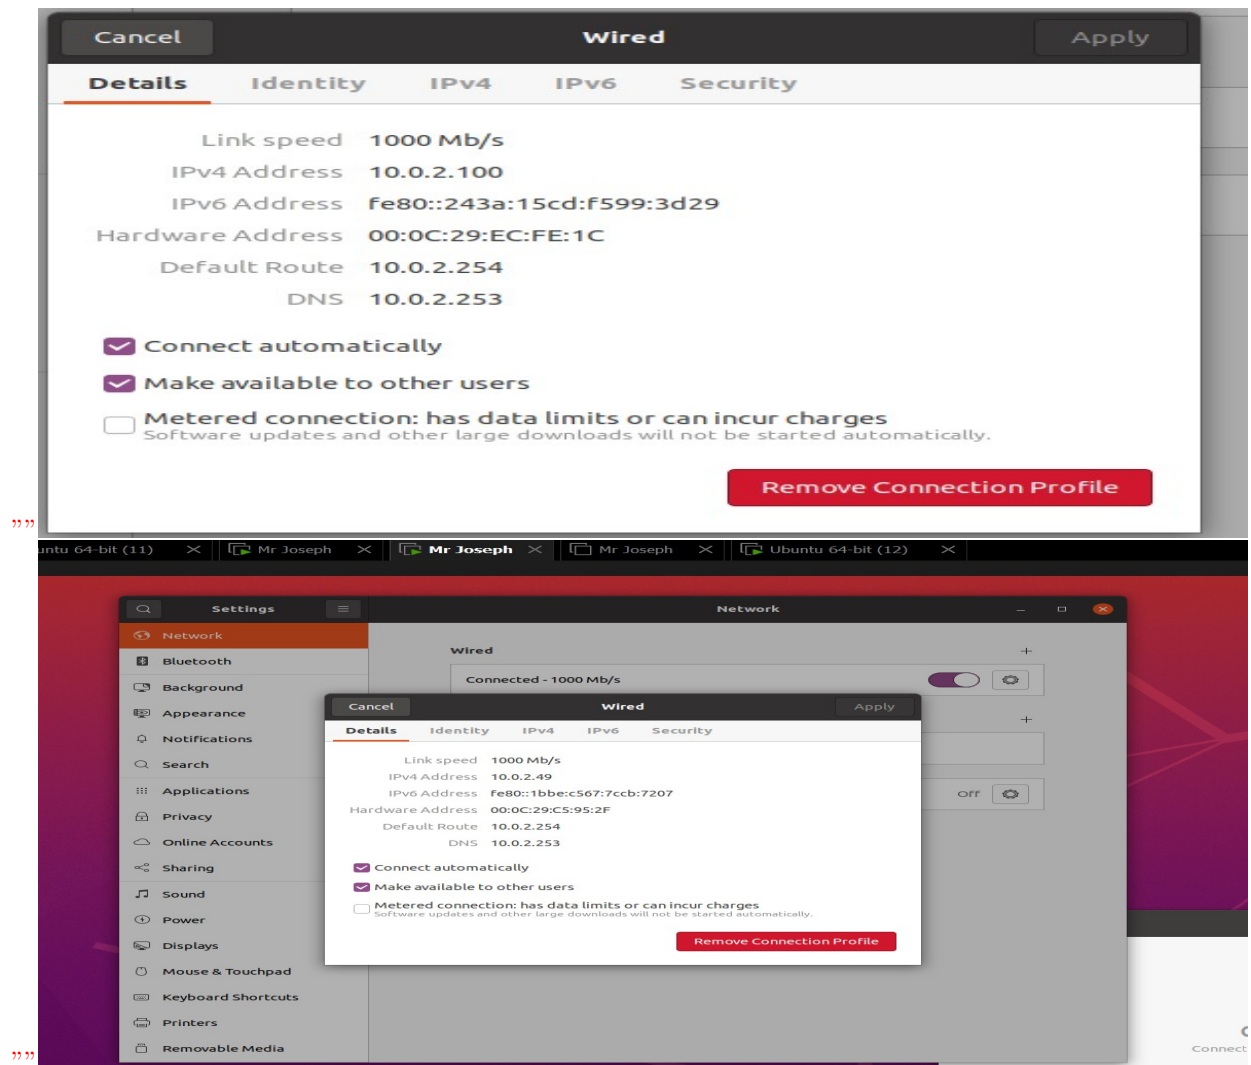 Cancel Wired Apply
Details Identity IPv4 IPv6 Security
Link speed 1000 Mb/s
IPv4 Address 10.0.2.100
IPv6 Address fe80::243a:15cd:f599:3d29
Hardware Address 00:0C:29:EC:FE:1C
Default Route 10.0.2.254
DNS 10.0.2.253
Connect automatically
Make available to other users
Metered connection: has data limits or can incur charges
Software updates and other large downloads will not be started automatically.
Remove Connection Profile
””
untu 64-bit (11) Mr Joseph Mr Joseph Mr Joseph Ubuntu 64-bit (12)
Settings Network
Network
Bluetooth
Background
Appearance
Notifications
Search
Applications
Privacy
Online Accounts
Sharing
Sound
Power
Displays
Mouse & Touchpad
Keyboard Shortcuts
Printers
Removable Media
Wired
Connected - 1000 Mb/s
Off
Cancel Wired Apply
Details Identity IPv4 IPv6 Security
Link speed 1000 Mb/s
IPv4 Address 10.0.2.49
IPv6 Address fe80::1bbe:c567:7ccb:7207
Hardware Address 00:0C:29:C5:95:2F
Default Route 10.0.2.254
DNS 10.0.2.253
Connect automatically
Make available to other users
Metered connection: has data limits or can incur charges
Software updates and other large downloads will not be started automatically.
Remove Connection Profile
Connect
””